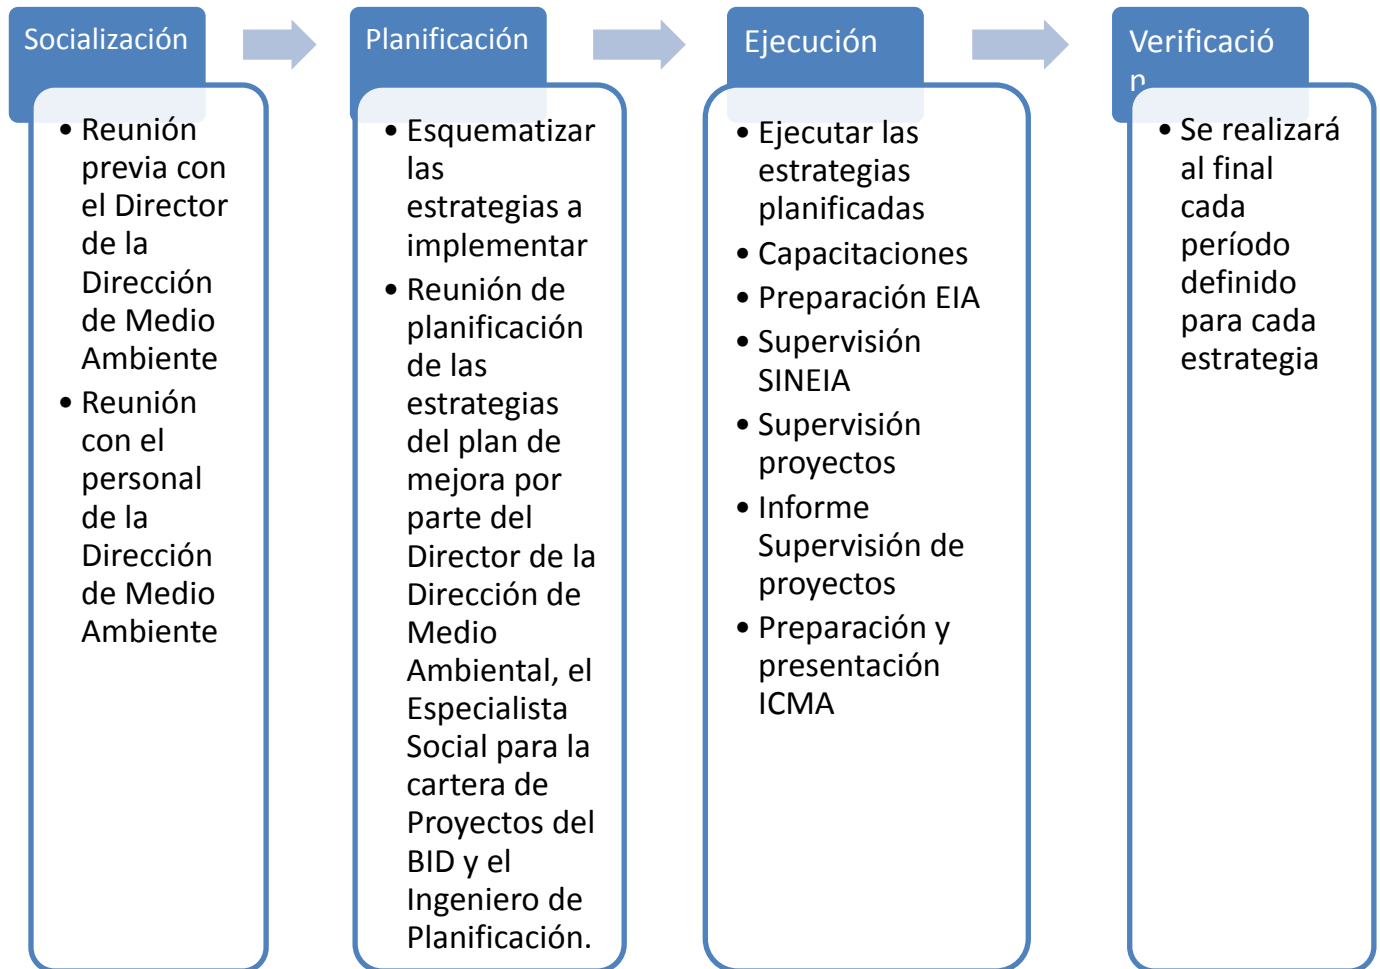 Socialización
• Reunión
previa con
el Director
de la
Dirección
de Medio
Ambiente
• Reunión
con el
personal
de la
Dirección
de Medio
Ambiente
Planificación
• Esquematizar
las
estrategias a
implementar
• Reunión de
planificación
de las
estrategias
del plan de
mejora por
parte del
Director de la
Dirección de
Medio
Ambiental, el
Especialista
Social para la
cartera de
Proyectos del
BID y el
Ingeniero de
Planificación.
Ejecución
• Ejecutar las
estrategias
planificadas
• Capacitaciones
• Preparación EIA
• Supervisión
SINEIA
• Supervisión
proyectos
• Informe
Supervisión de
proyectos
• Preparación y
presentación
ICMA
Verificació
n
• Se realizará
al final
cada
período
definido
para cada
estrategia